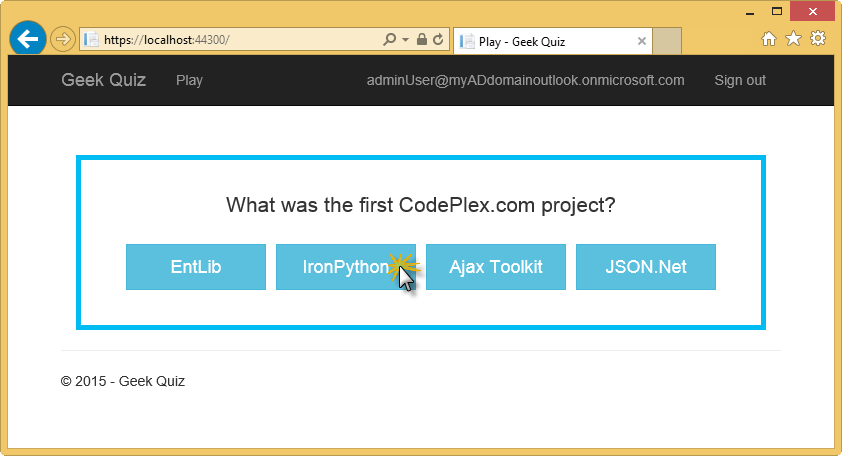 https://localhost:44300/
Play - Geek Quiz
Geek Quiz Play adminUser@myADdomainoutlook.onmicrosoft.com Sign out
What was the first CodePlex.com project?
EntLib IronPython Ajax Toolkit JSON.Net
© 2015 - Geek Quiz